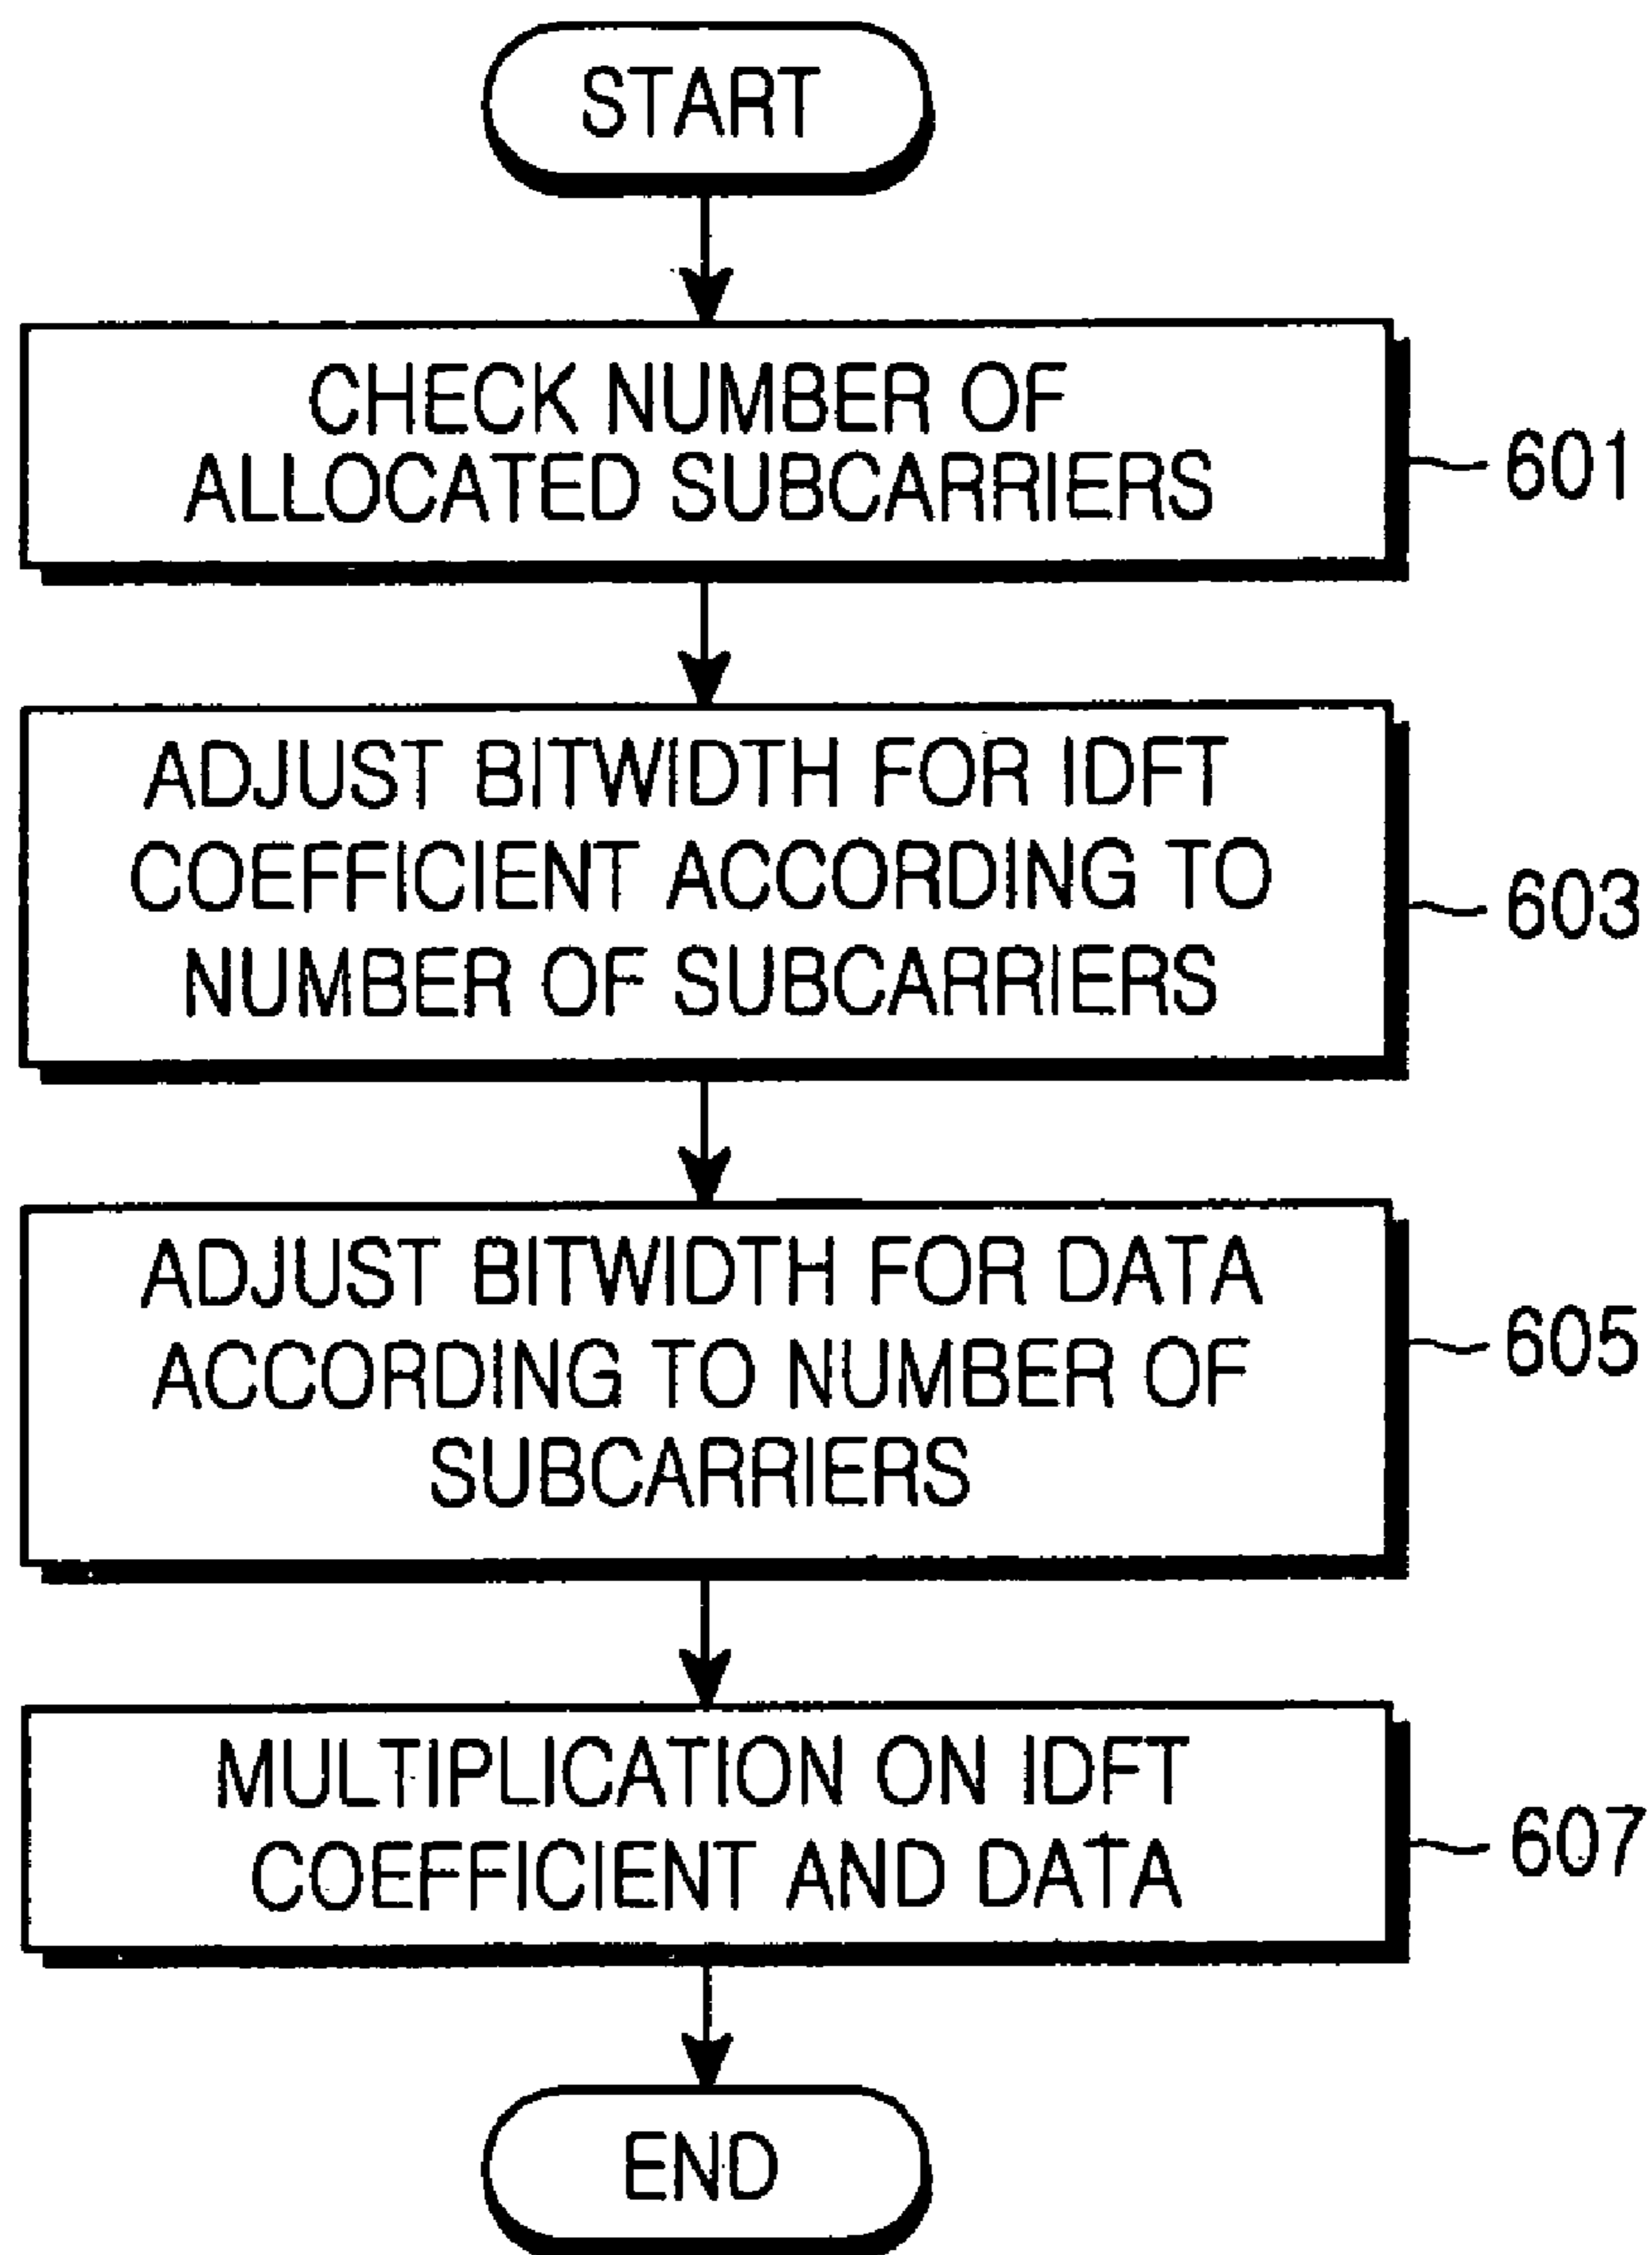 START
CHECK NUMBER OF
ALLOCATED SUBCARRIERS
601
ADJUST BITWIDTH FOR IDFT
COEFFICIENT ACCORDING TO
NUMBER OF SUBCARRIERS
603
ADJUST BITWIDTH FOR DATA
ACCORDING TO NUMBER OF
SUBCARRIERS
605
MULTIPLICATION ON IDFT
COEFFICIENT AND DATA
607
END